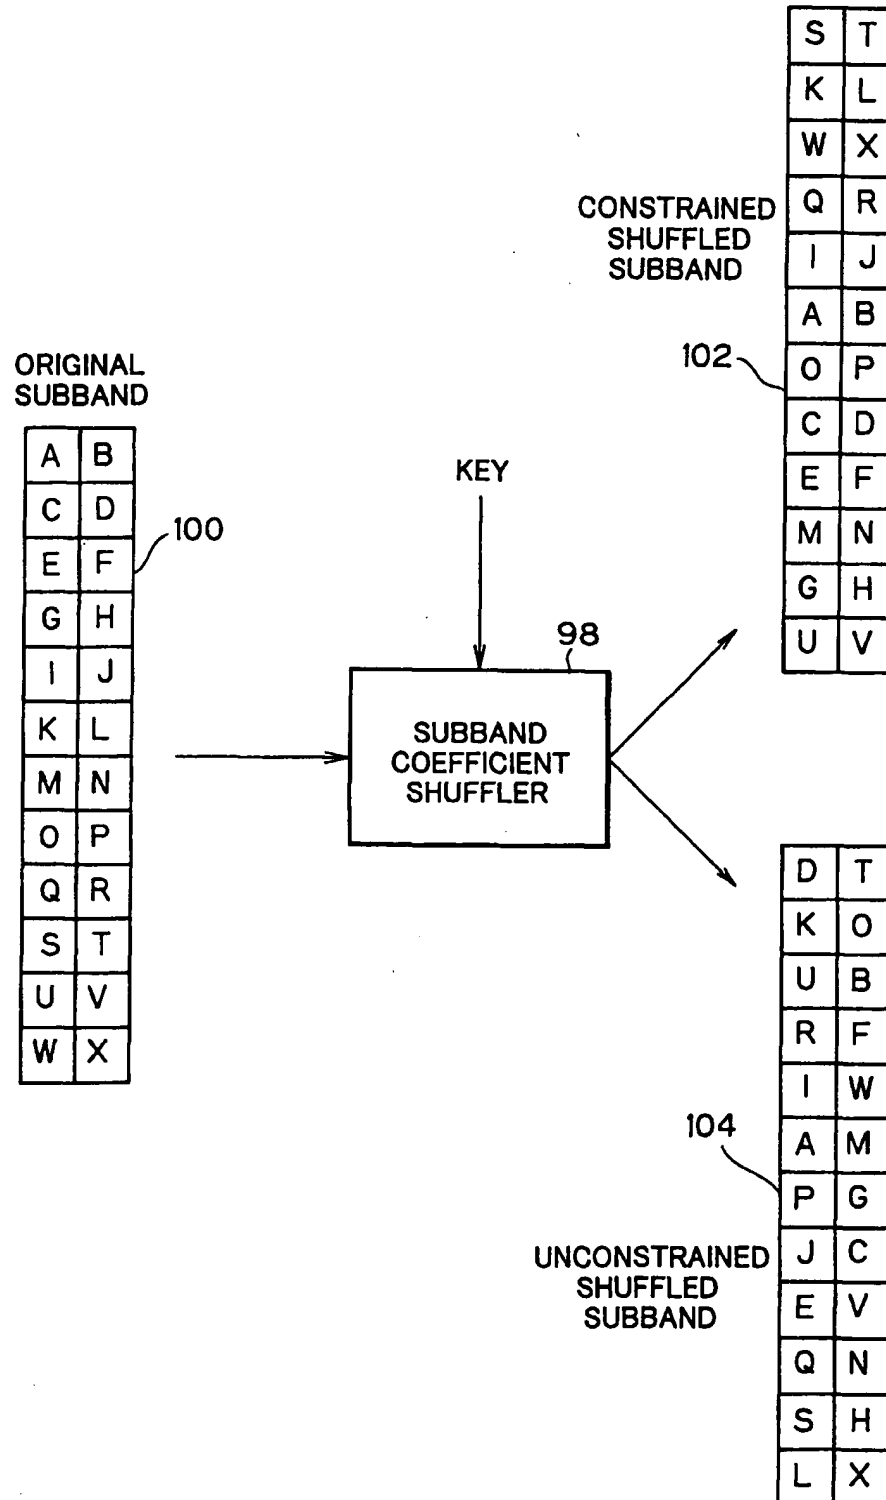 S T
K L
W X
Q R
I J
A B
O P
C D
E F
M N
G H
U V
CONSTRAINED
SHUFFLED
SUBBAND
102
ORIGINAL
SUBBAND
A B
C D
E F
G H
I J
K L
M N
O P
Q R
S T
U V
W X
100
KEY
98
SUBBAND
COEFFICIENT
SHUFFLER
D T
K O
U B
R F
I W
A M
P G
J C
E V
Q N
S H
L X
104
UNCONSTRAINED
SHUFFLED
SUBBAND